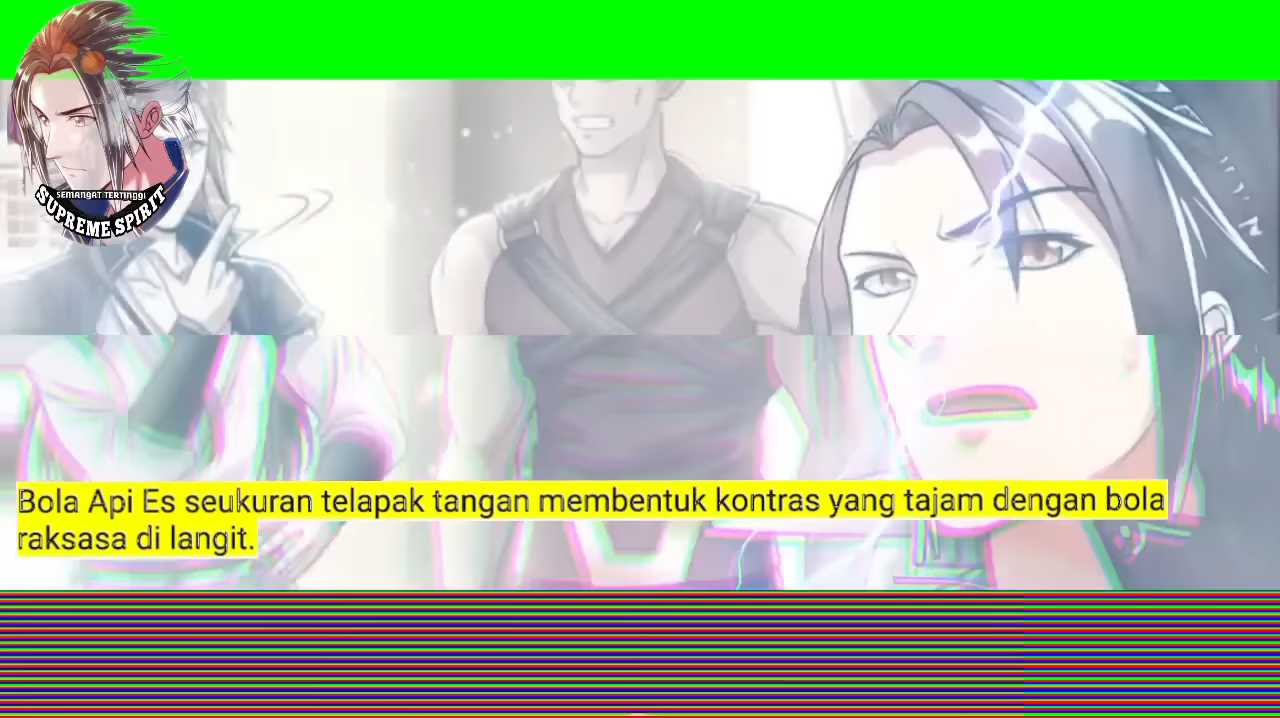 SEMANGAT TERTINGGI
SUPREME SPIRIT
Bola Api Es seukuran telapak tangan membentuk kontras yang tajam dengan bola
raksasa di langit.